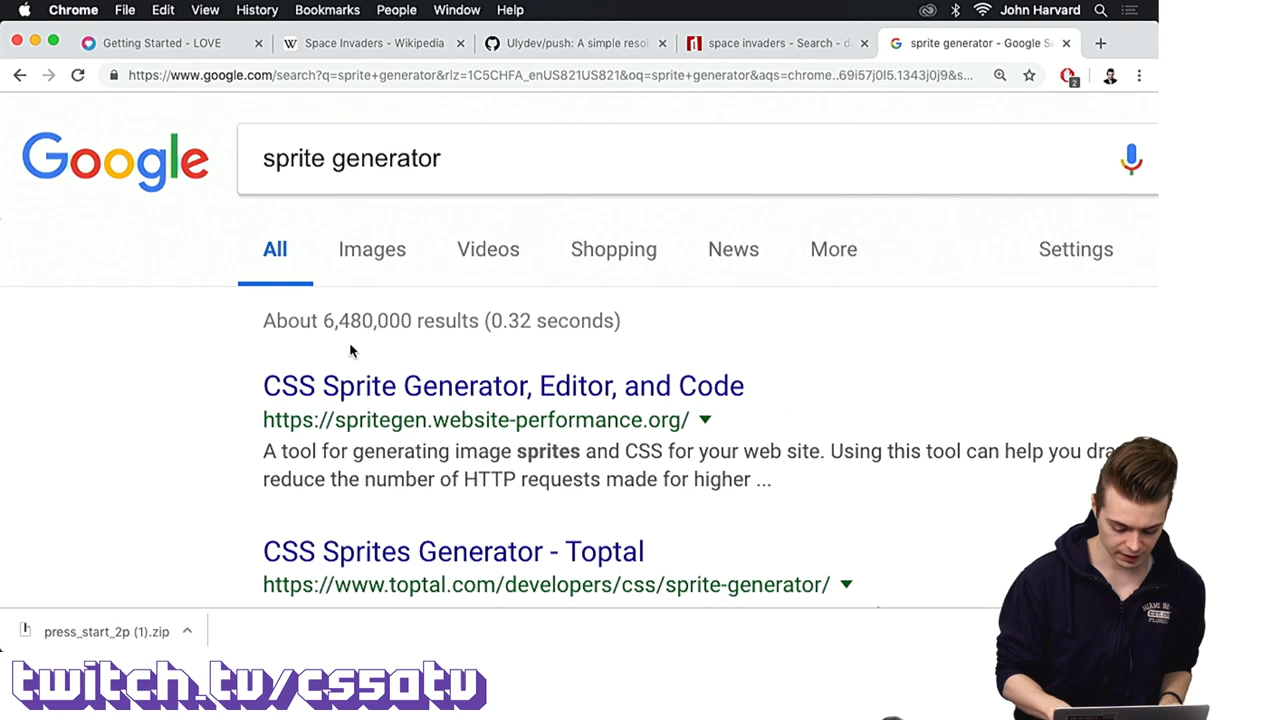 Chrome File Edit View History Bookmarks People Window Help John Harvard
Getting Started - LOVE Space Invaders - Wikipedia Ulydev/push: A simple reso space invaders - Search - d sprite generator - Google Se
https://www.google.com/search?q=sprite+generator&rlz=1C5CHFA_enUS821US821&oq=sprite+generator&aqs=chrome..69i57j0l5.1343j0j9&s...
2
Google sprite generator
All Images Videos Shopping News More Settings
About 6,480,000 results (0.32 seconds)
CSS Sprite Generator, Editor, and Code
https://spritegen.website-performance.org/
A tool for generating image sprites and CSS for your web site. Using this tool can help you dra
reduce the number of HTTP requests made for higher ...
CSS Sprites Generator - Toptal
https://www.toptal.com/developers/css/sprite-generator/
press_start_2p (1).zip
twitch.tv/cs50tv